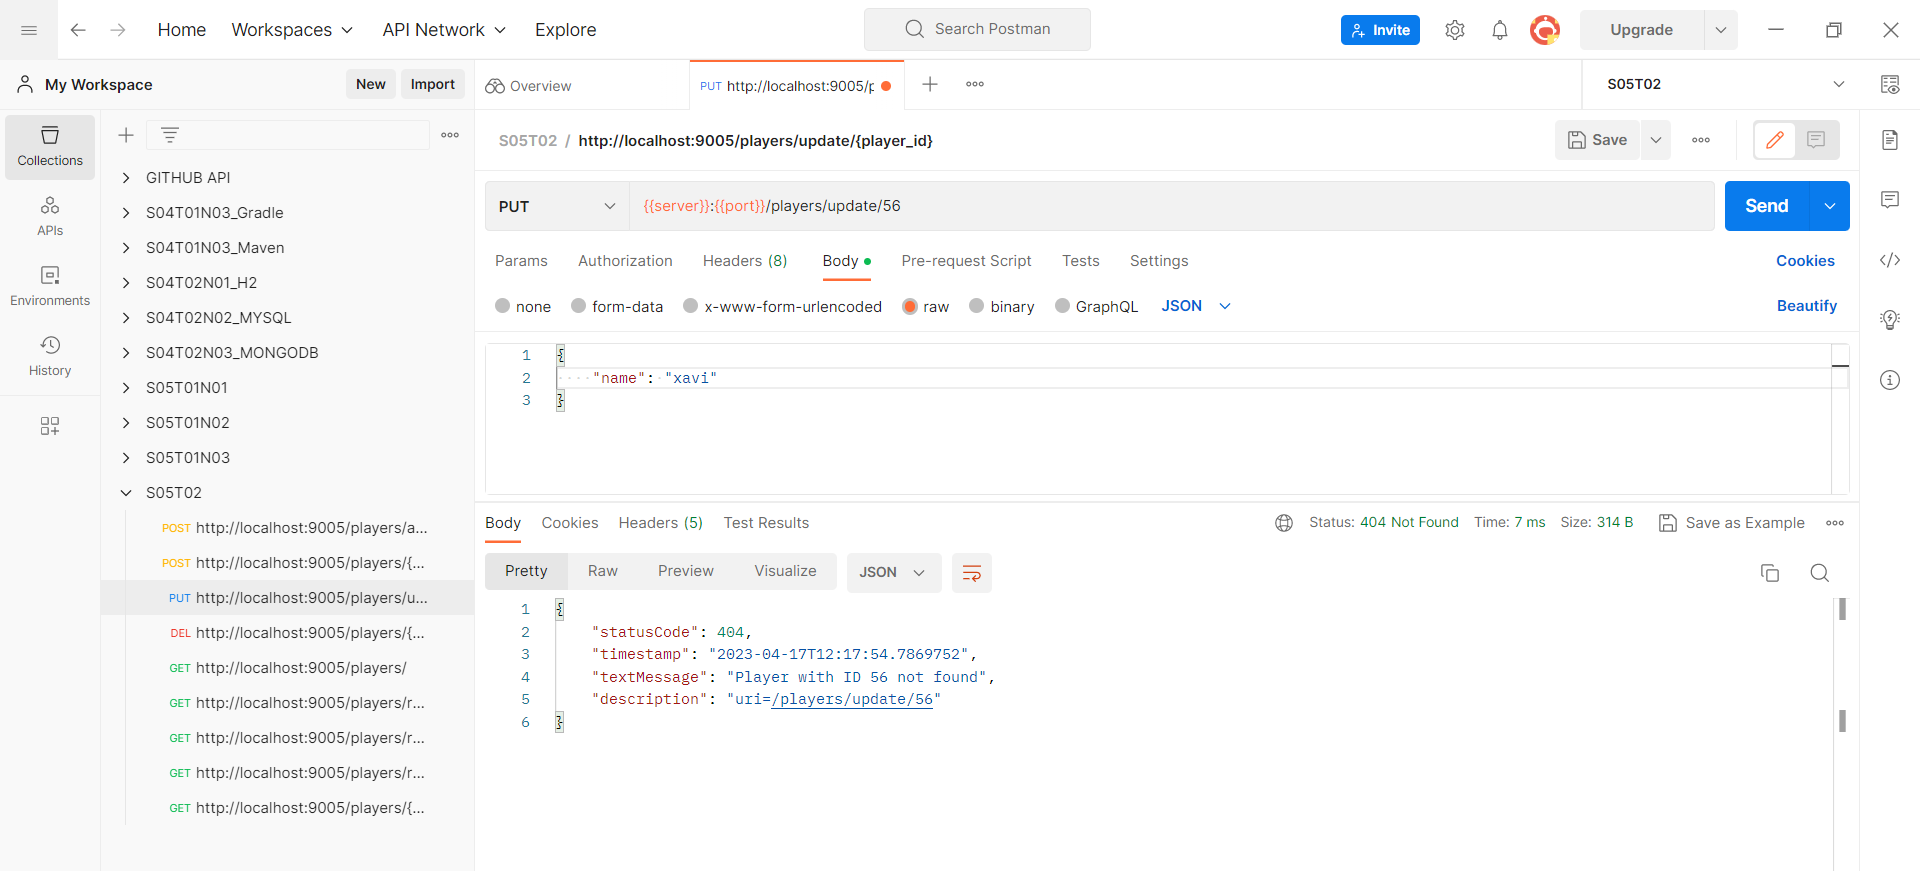 Home
Workspaces
API Network
Explore
Search Postman
Invite
Upgrade
My Workspace
New
Import
Overview
PUT http://localhost:9005/p
S05T02
Collections
APIs
Environments
History
GITHUB API
S04T01N03_Gradle
S04T01N03_Maven
S04T02N01_H2
S04T02N02_MYSQL
S04T02N03_MONGODB
S05T01N01
S05T01N02
S05T01N03
S05T02
POST http://localhost:9005/players/a...
POST http://localhost:9005/players/{...
PUT http://localhost:9005/players/u...
DEL http://localhost:9005/players/{...
GET http://localhost:9005/players/
GET http://localhost:9005/players/r...
GET http://localhost:9005/players/r...
GET http://localhost:9005/players/r...
GET http://localhost:9005/players/{...
S05T02 / http://localhost:9005/players/update/{player_id}
Save
PUT
{{server}}:{{port}}/players/update/56
Send
Params
Authorization
Headers (8)
Body
Pre-request Script
Tests
Settings
Cookies
none
form-data
x-www-form-urlencoded
raw
binary
GraphQL
JSON
Beautify
1 {
2 "name": "xavi"
3 }
Body
Cookies
Headers (5)
Test Results
Status: 404 Not Found
Time: 7 ms
Size: 314 B
Save as Example
Pretty
Raw
Preview
Visualize
JSON
1 {
2 "statusCode": 404,
3 "timestamp": "2023-04-17T12:17:54.7869752",
4 "textMessage": "Player with ID 56 not found",
5 "description": "uri=/players/update/56"
6 }